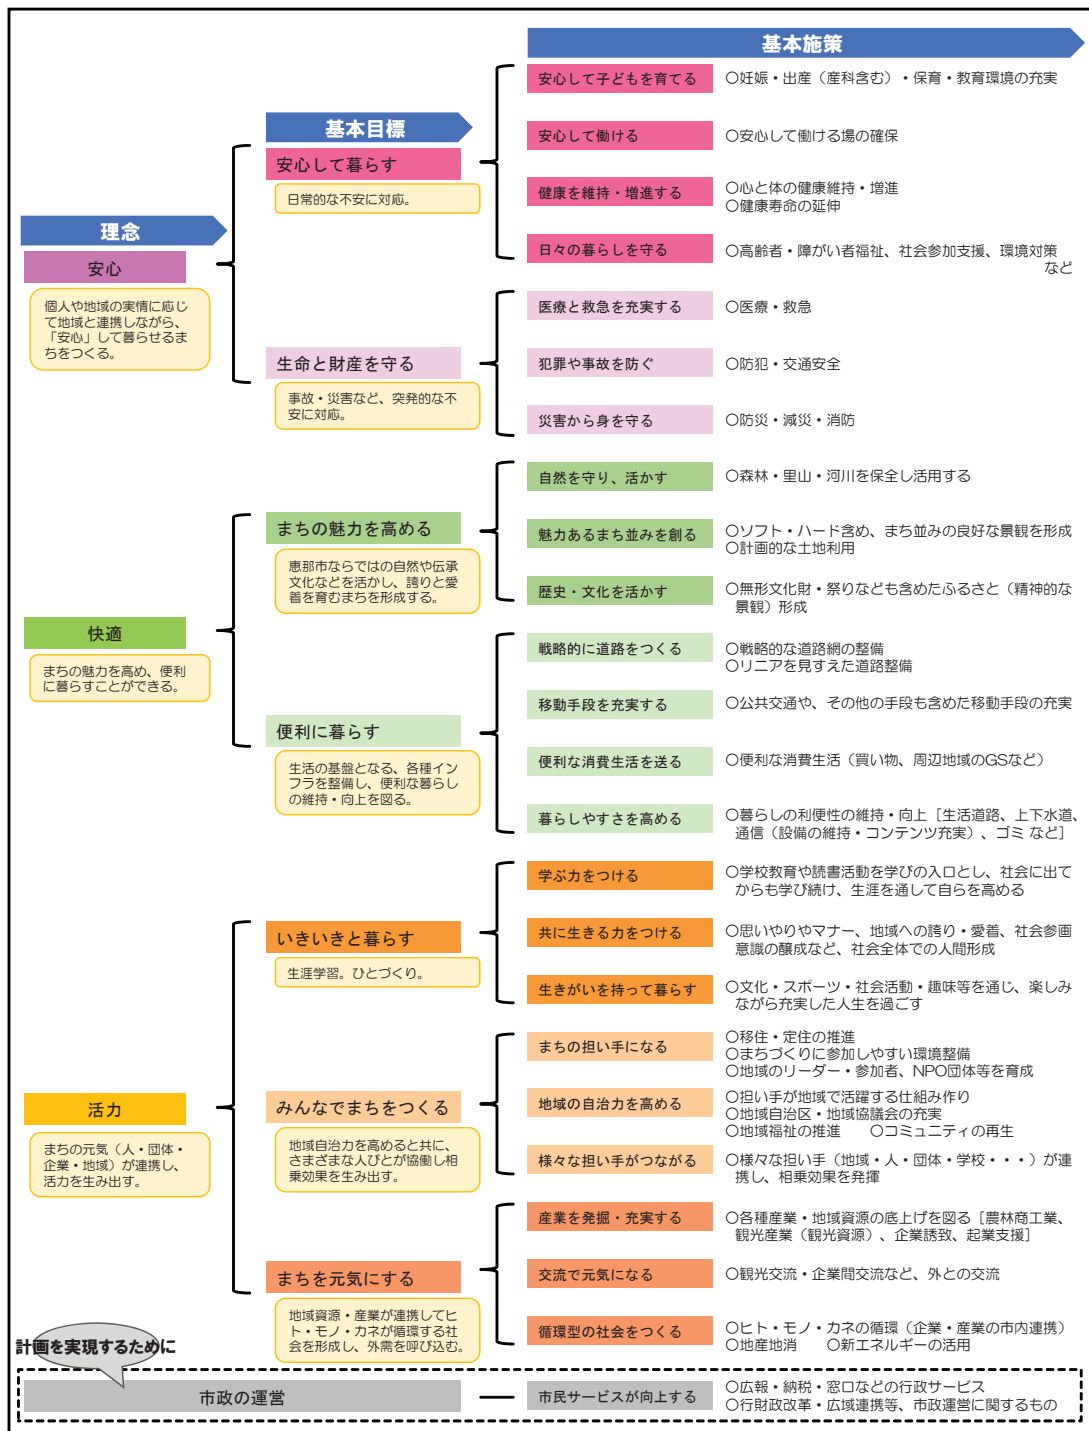 基本施策
安心して子どもを育てる
〇妊娠・出産（産科含む）・保育・教育環境の充実
基本目標
安心して働ける
〇安心して働ける場の確保
安心して暮らす
日常的な不安に対応。
健康を維持・増進する
〇心と体の健康維持・増進
〇健康寿命の延伸
理念
日々の暮らしを守る
〇高齢者・障がい者福祉、社会参加支援、環境対策
など
安心
個人や地域の実情に応じ
て地域と連携しながら、
「安心」して暮らせるま
ちをつくる。
医療と救急を充実する
〇医療・救急
生命と財産を守る
事故・災害など、突発的な不
安に対応。
犯罪や事故を防ぐ
〇防犯・交通安全
災害から身を守る
〇防災・減災・消防
自然を守り、活かす
〇森林・里山・河川を保全し活用する
まちの魅力を高める
恵那市ならではの自然や伝承
文化などを活かし、誇りと愛
着を育むまちを形成する。
魅力あるまち並みを創る
〇ソフト・ハード含め、まち並みの良好な景観を形成
〇計画的な土地利用
歴史・文化を活かす
〇無形文化財・祭りなども含めたふるさと（精神的な
景観）形成
快適
まちの魅力を高め、便利
に暮らすことができる。
戦略的に道路をつくる
〇戦略的な道路網の整備
〇リニアを見すえた道路整備
移動手段を充実する
〇公共交通や、その他の手段も含めた移動手段の充実
便利に暮らす
生活の基盤となる、各種イン
フラを整備し、便利な暮らし
の維持・向上を図る。
便利な消費生活を送る
〇便利な消費生活（買い物、周辺地域のGSなど）
暮らしやすさを高める
〇暮らしの利便性の維持・向上［生活道路、上下水道、
通信（設備の維持・コンテンツ充実）、ゴミ など］
学ぶ力をつける
〇学校教育や読書活動を学びの入口とし、社会に出て
からも学び続け、生涯を通して自らを高める
いきいきと暮らす
生涯学習。ひとづくり。
共に生きる力をつける
〇思いやりやマナー、地域への誇り・愛着、社会参画
意識の醸成など、社会全体での人間形成
生きがいを持って暮らす
〇文化・スポーツ・社会活動・趣味等を通じ、楽しみ
ながら充実した人生を過ごす
まちの担い手になる
〇移住・定住の推進
〇まちづくりに参加しやすい環境整備
〇地域のリーダー・参加者、NPO団体等を育成
活力
まちの元気（人・団体・
企業・地域）が連携し、
活力を生み出す。
みんなでまちをつくる
地域自治力を高めると共に、
さまざまな人びとが協働し相
乗効果を生み出す。
地域の自治力を高める
〇担い手が地域で活躍する仕組み作り
〇地域自治区・地域協議会の充実
〇地域福祉の推進　〇コミュニティの再生
様々な担い手がつながる
〇様々な担い手（地域・人・団体・学校・・・）が連
携し、相乗効果を発揮
産業を発掘・充実する
〇各種産業・地域資源の底上げを図る［農林商工業、
観光産業（観光資源）、企業誘致、起業支援］
まちを元気にする
地域資源・産業が連携してヒ
ト・モノ・カネが循環する社
会を形成し、外需を呼び込む。
交流で元気になる
〇観光交流・企業間交流など、外との交流
循環型の社会をつくる
〇ヒト・モノ・カネの循環（企業・産業の市内連携）
〇地産地消　〇新エネルギーの活用
計画を実現するために
市政の運営
市民サービスが向上する
〇広報・納税・窓口などの行政サービス
〇行財政改革・広域連携等、市政運営に関するもの